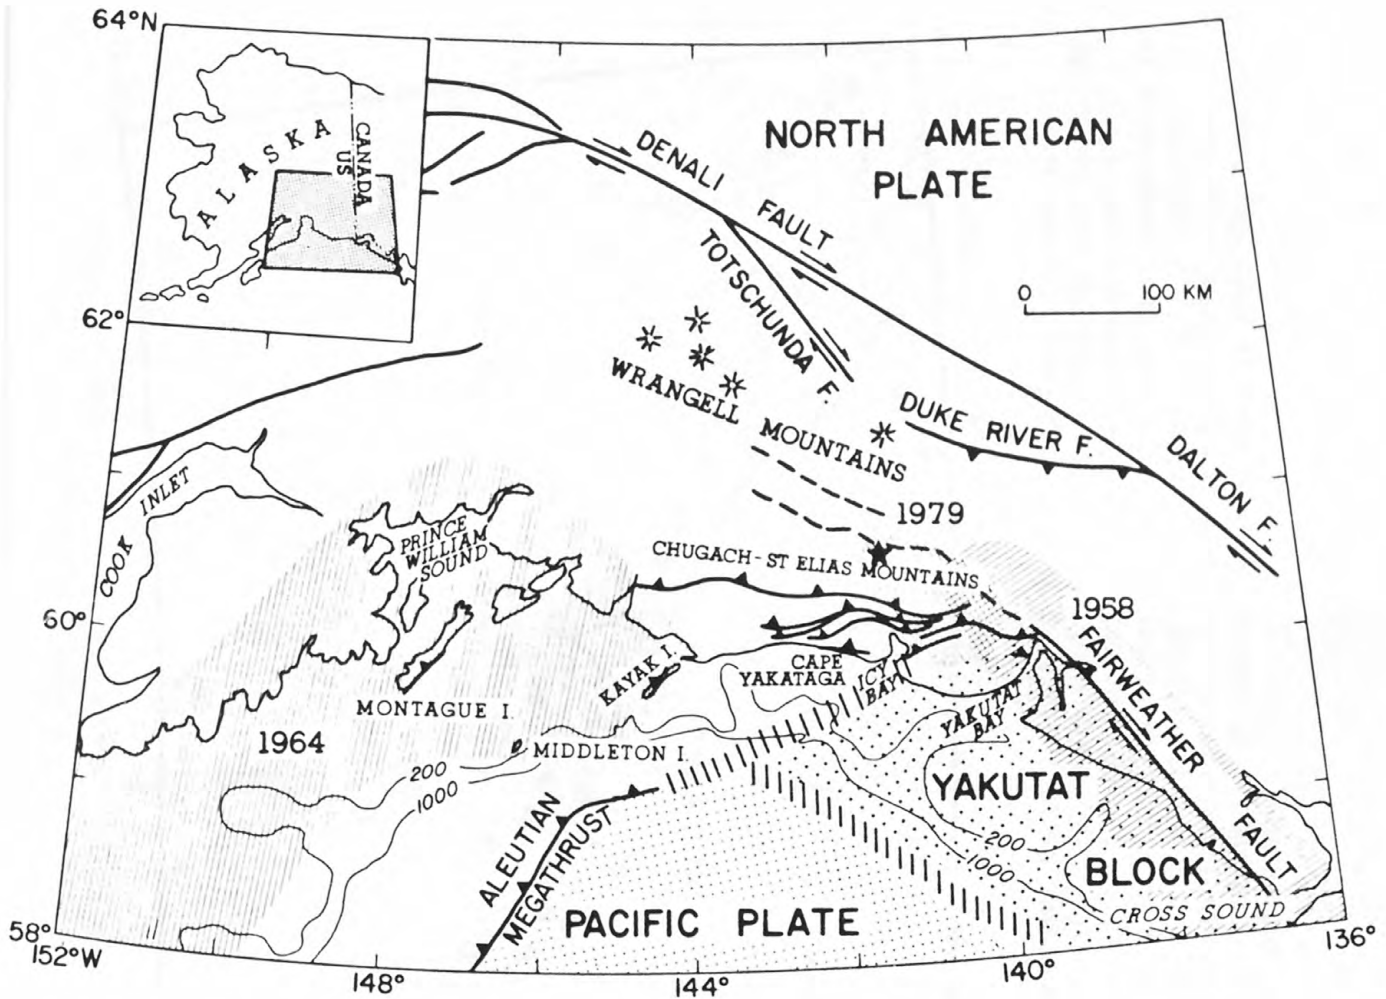 64°N
ALASKA
CANADA
US
NORTH AMERICAN
PLATE
DENALI
FAULT
TOTSCHUNDA F.
0
100 KM
62°
WRANGELL MOUNTAINS
DUKE RIVER F.
DALTON F.
COOK INLET
PRINCE
WILLIAM
SOUND
1979
CHUGACH-ST ELIAS MOUNTAINS
60°
1958
FAIRWEATHER
FAULT
KAYAK I.
CAPE
YAKATAGA
ICY
BAY
YAKUTAT
BAY
MONTAGUE I.
1964
MIDDLETON I.
200
1000
YAKUTAT
BLOCK
200
1000
ALEUTIAN
MEGATHRUST
PACIFIC PLATE
CROSS SOUND
58°
152°W
148°
144°
140°
136°